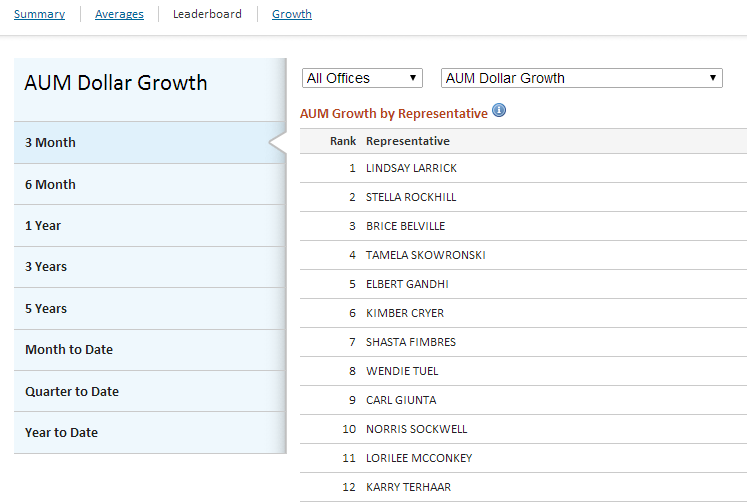 Summary Averages Leaderboard Growth
AUM Dollar Growth
3 Month
6 Month
1 Year
3 Years
5 Years
Month to Date
Quarter to Date
Year to Date
All Offices AUM Dollar Growth
AUM Growth by Representative
Rank Representative
1 LINDSAY LARRICK
2 STELLA ROCKHILL
3 BRICE BELVILLE
4 TAMELA SKOWRONSKI
5 ELBERT GANDHI
6 KIMBER CRYER
7 SHASTA FIMBRES
8 WENDIE TUEL
9 CARL GIUNTA
10 NORRIS SOCKWELL
11 LORILEE MCCONKEY
12 KARRY TERHAAR